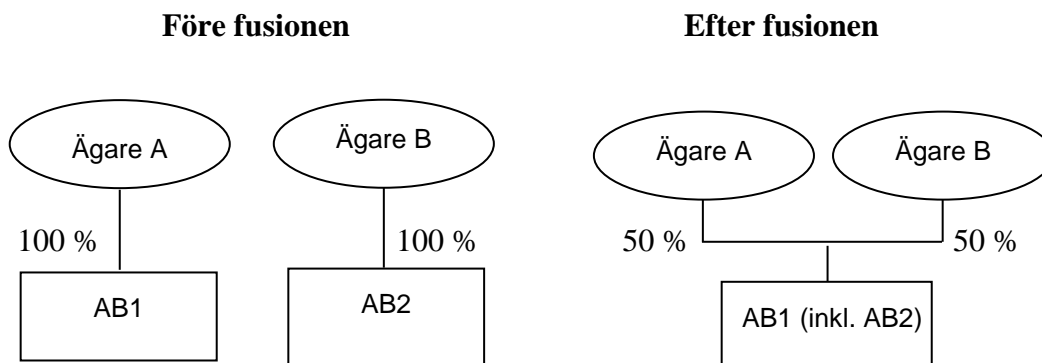 Före fusionen
Efter fusionen
Ägare A
Ägare B
Ägare A
Ägare B
100 %
100 %
50 %
50 %
AB1
AB2
AB1 (inkl. AB2)